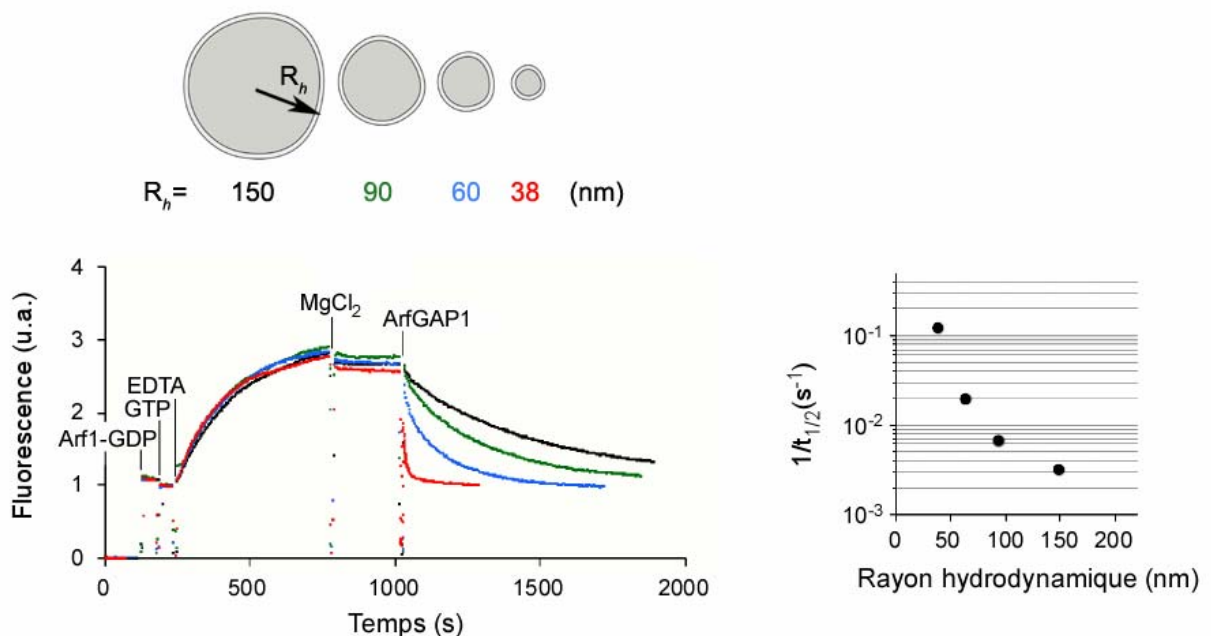 R_h
R_h= 150 90 60 38 (nm)
4
3
2
1
0
Fluorescence (u.a.)
MgCl₂
ArfGAP1
EDTA
GTP
Arf1-GDP
0 500 1000 1500 2000
Temps (s)
10⁻¹
10⁻²
10⁻³
1/t₁/₂(s⁻¹)
0 50 100 150 200
Rayon hydrodynamique (nm)